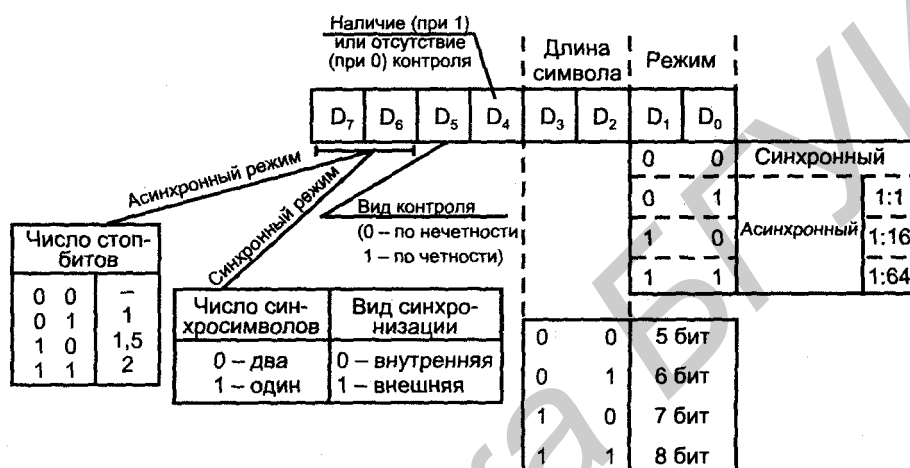 Наличие (при 1)
или отсутствие
(при 0) контроля
Длина
символа
Режим
D7 D6 D5 D4 D3 D2 D1 D0
Асинхронный режим
Синхронный режим
Вид контроля
(0 – по нечетности
1 – по четности)
0 0 Синхронный
0 1 1:1
Асинхронный
1 0 1:16
1 1 1:64
Число стоп-
битов
0 0 –
0 1 1
1 0 1,5
1 1 2
Число син-
хросимволов
0 – два
1 – один
Вид синхро-
низации
0 – внутренняя
1 – внешняя
0 0 5 бит
0 1 6 бит
1 0 7 бит
1 1 8 бит
БГУИ